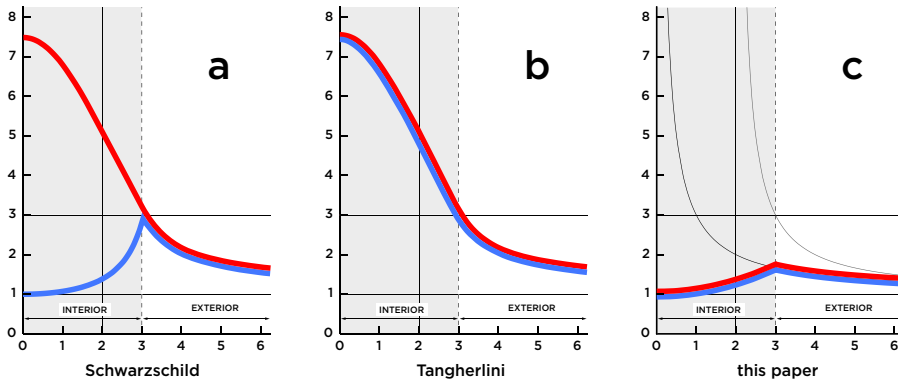 8
7
6
5
4
3
2
1
0
a
INTERIOR
EXTERIOR
0 1 2 3 4 5 6
Schwarzschild
8
7
6
5
4
3
2
1
0
b
INTERIOR
EXTERIOR
0 1 2 3 4 5 6
Tangherlini
8
7
6
5
4
3
2
1
0
c
INTERIOR
EXTERIOR
0 1 2 3 4 5 6
this paper